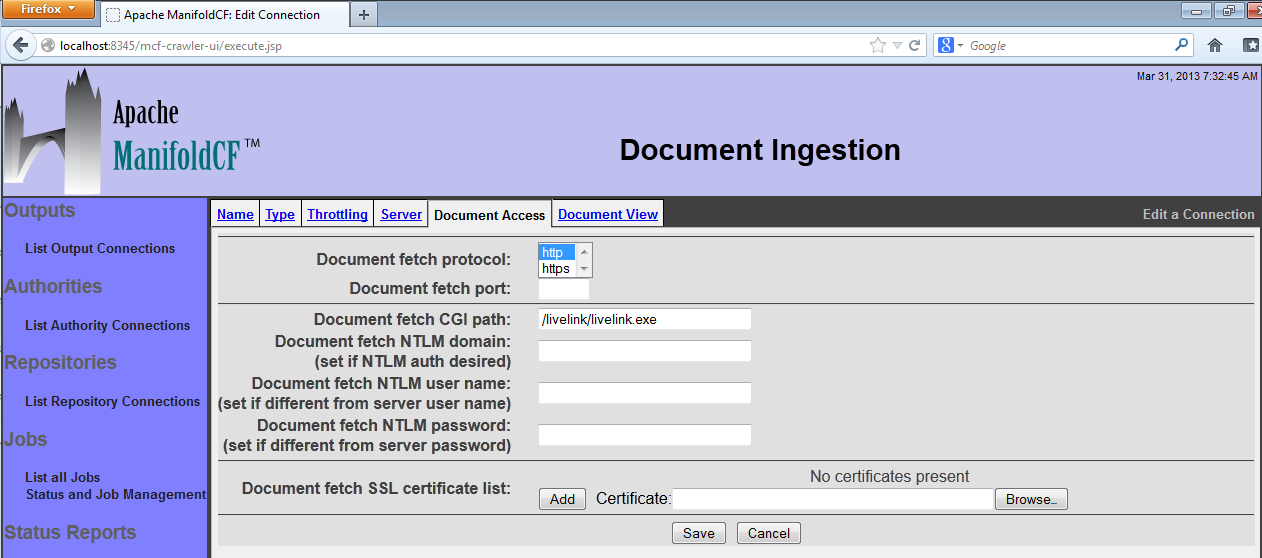 Firefox
Apache ManifoldCF: Edit Connection
localhost:8345/mcf-crawler-ui/execute.jsp
Google
Mar 31, 2013 7:32:45 AM
Apache
ManifoldCF™
Document Ingestion
Outputs
List Output Connections
Authorities
List Authority Connections
Repositories
List Repository Connections
Jobs
List all Jobs
Status and Job Management
Status Reports
Name Type Throttling Server Document Access Document View Edit a Connection
Document fetch protocol: http
https
Document fetch port:
Document fetch CGI path: /livelink/livelink.exe
Document fetch NTLM domain:
(set if NTLM auth desired)
Document fetch NTLM user name:
(set if different from server user name)
Document fetch NTLM password:
(set if different from server password)
No certificates present
Document fetch SSL certificate list: Add Certificate: Browse...
Save Cancel